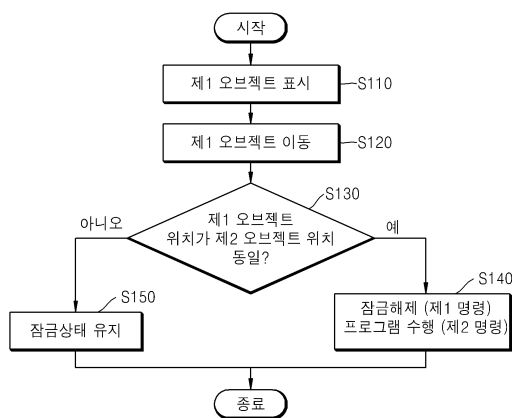 시작
제1 오브젝트 표시
S110
제1 오브젝트 이동
S120
S130
제1 오브젝트
위치가 제2 오브젝트 위치
동일?
아니오
예
S150
잠금상태 유지
S140
잠금해제 (제1 명령)
프로그램 수행 (제2 명령)
종료